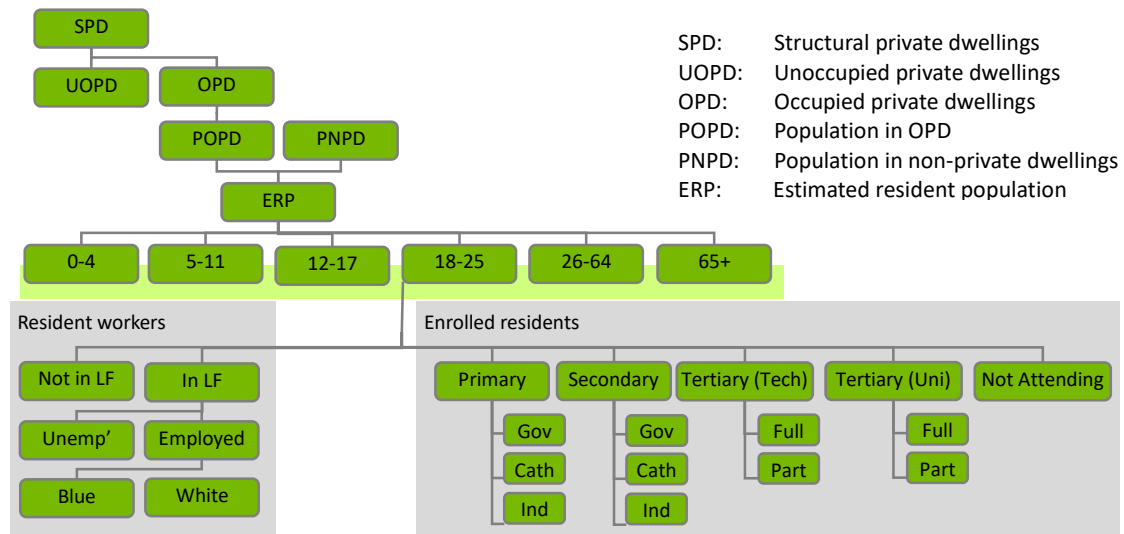 SPD
UOPD OPD
POPD PNPD
ERP
SPD: Structural private dwellings
UOPD: Unoccupied private dwellings
OPD: Occupied private dwellings
POPD: Population in OPD
PNPD: Population in non-private dwellings
ERP: Estimated resident population
0-4 5-11 12-17 18-25 26-64 65+
Resident workers
Not in LF In LF
Unemp’ Employed
Blue White
Enrolled residents
Primary Secondary Tertiary (Tech) Tertiary (Uni) Not Attending
Gov Gov Full Full
Cath Cath Part Part
Ind Ind